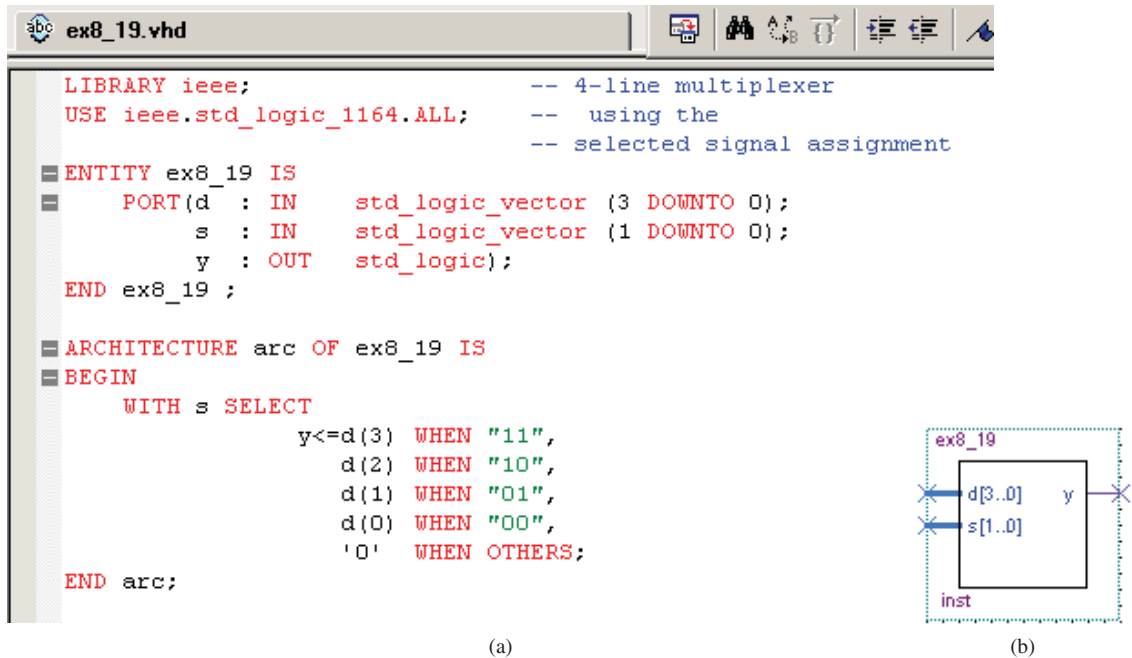 abc ex8_19.vhd
A B {}
LIBRARY ieee; -- 4-line multiplexer
USE ieee.std_logic_1164.ALL; -- using the
-- selected signal assignment
ENTITY ex8_19 IS
PORT(d : IN std_logic_vector (3 DOWNTO 0);
s : IN std_logic_vector (1 DOWNTO 0);
y : OUT std_logic);
END ex8_19 ;
ARCHITECTURE arc OF ex8_19 IS
BEGIN
WITH s SELECT
y<=d(3) WHEN "11",
d(2) WHEN "10",
d(1) WHEN "01",
d(0) WHEN "00",
'0' WHEN OTHERS;
END arc;
ex8_19
d[3..0] y
s[1..0]
inst
(a) (b)